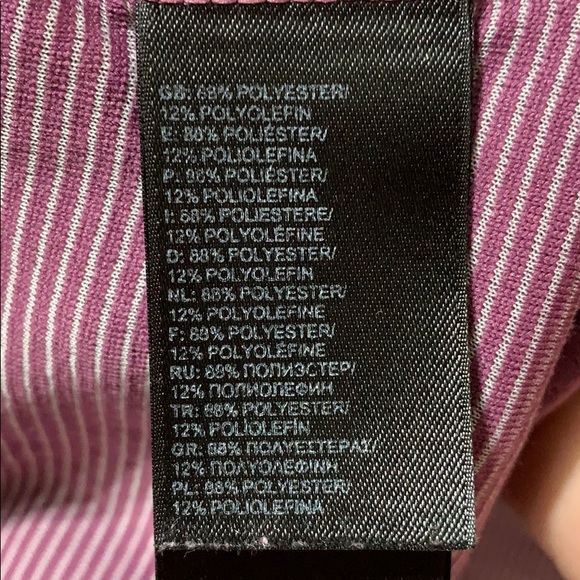 GB: 88% POLYESTER/
12% POLYOLEFIN
E: 88% POLIÉSTER/
12% POLIOLEFINA
P: 88% POLIÉSTER/
12% POLIOLEFINA
I: 88% POLIESTERE/
12% POLYOLÉFINE
D: 88% POLYESTER/
12% POLYOLEFIN
NL: 88% POLYESTER/
12% POLYOLÉFINE
F: 88% POLYESTER/
12% POLYOLÉFINE
RU: 88% ПОЛИЭСТЕР/
12% ПОЛИОЛЕФИН
TR: 88% POLYESTER/
12% POLIOLEFİN
GR: 88% ΠΟΛΥΕΣΤΕΡΑΣ/
12% ΠΟΛΥΟΛΕΦΙΝΗ
PL: 88% POLYESTER/
12% POLIOLEFINA